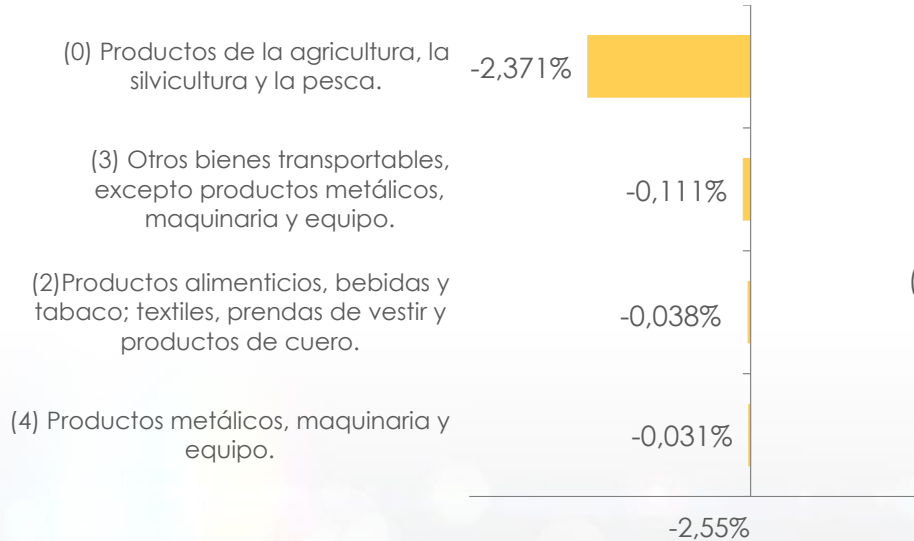 (0) Productos de la agricultura, la
silvicultura y la pesca.
-2,371%
(3) Otros bienes transportables,
excepto productos metálicos,
maquinaria y equipo.
-0,111%
(2)Productos alimenticios, bebidas y
tabaco; textiles, prendas de vestir y
productos de cuero.
-0,038%
(4) Productos metálicos, maquinaria y
equipo.
-0,031%
-2,55%
(